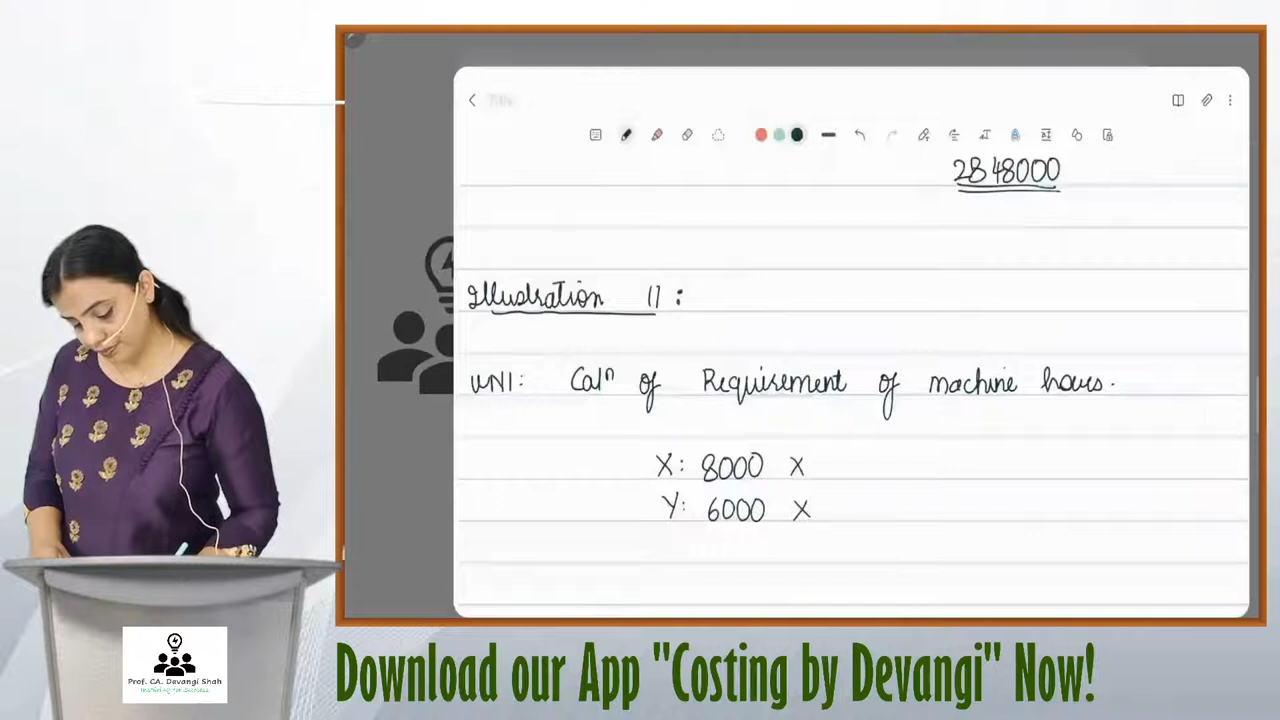 2848000
Illustration 11:
WN1: Calⁿ of Requirement of machine hours.
X: 8000 X
Y: 6000 X
Prof. CA. Devangi Shah
Download our App "Costing by Devangi" Now!